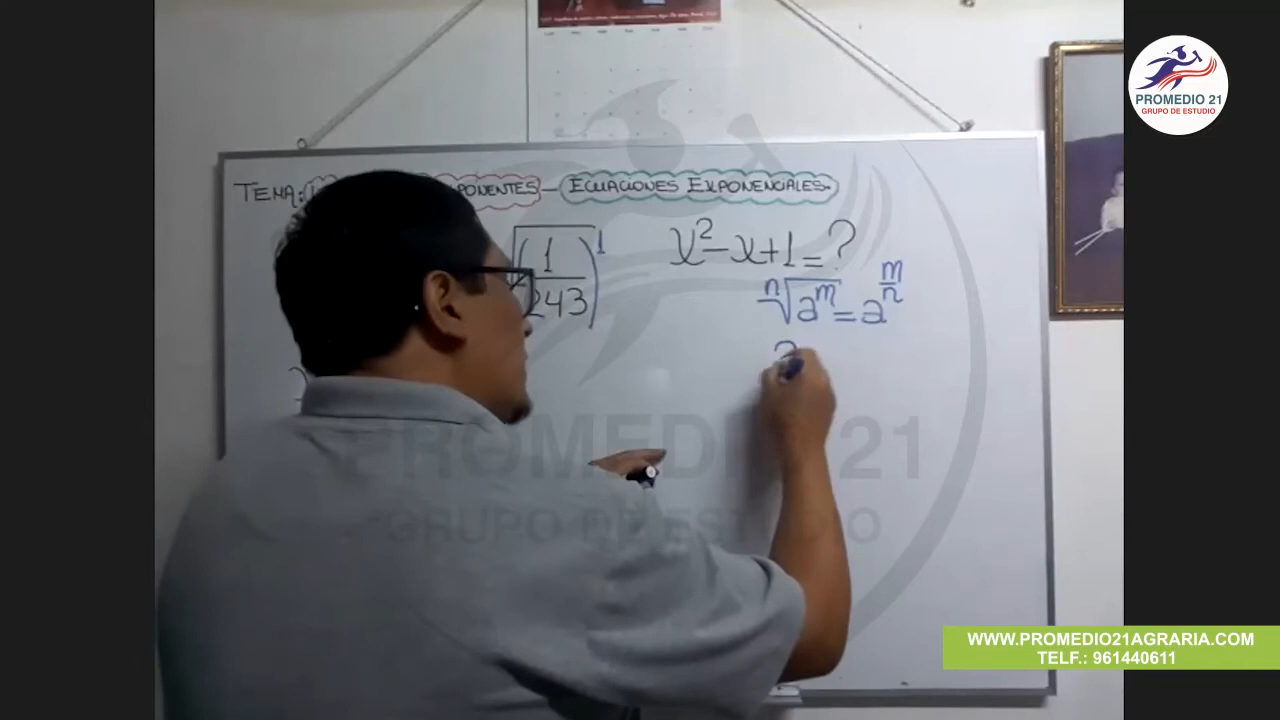 PROMEDIO 21
GRUPO DE ESTUDIO
TEMA: PONENTES – ECUACIONES EXPONENCIALES.
(1/243)^1
x² – x + 1 = ?
ⁿ√a^m = a^(m/n)
PROMEDIO 21
GRUPO DE ESTUDIO
WWW.PROMEDIO21AGRARIA.COM
TELF.: 961440611